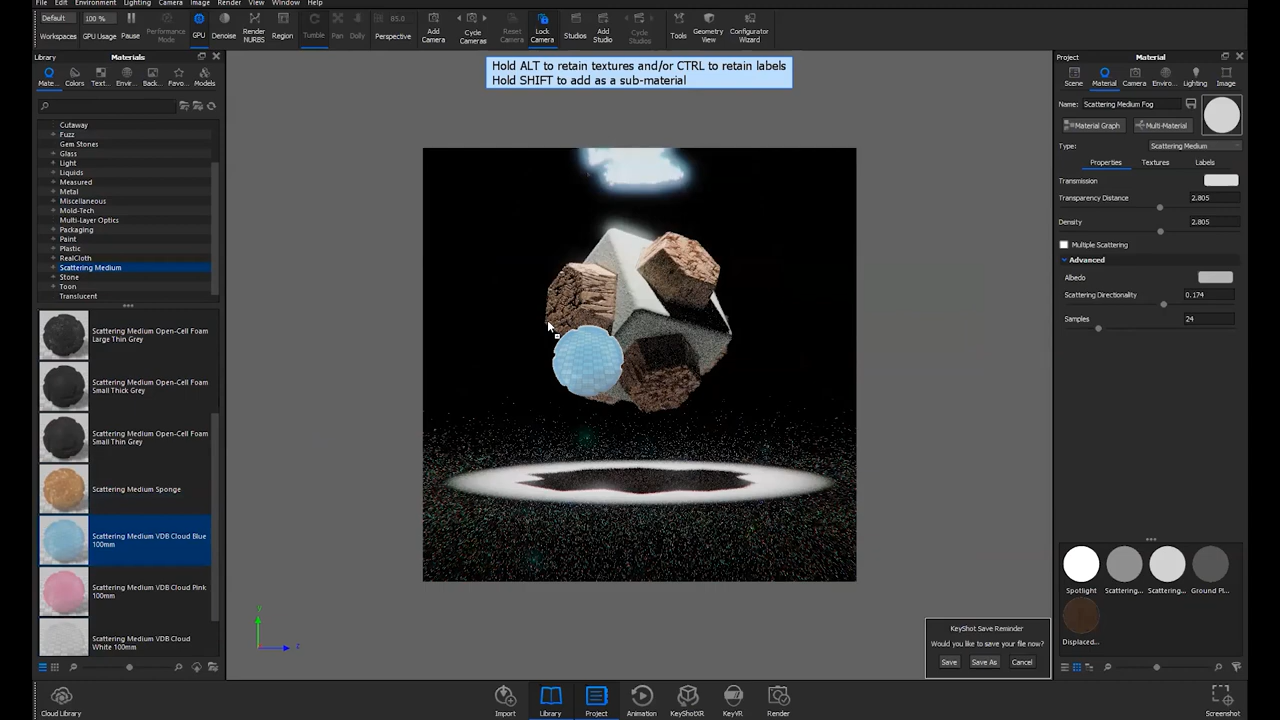 File Edit Environment Lighting Camera Image Render View Window Help
Default 100 % 85.0
Workspaces GPU Usage Pause Performance Mode GPU Denoise Render NURBS Region Tumble Pan Dolly Perspective Add Camera Cycle Cameras Reset Camera Lock Camera Studios Add Studio Cycle Studios Tools Geometry View Configurator Wizard
Library Materials
Mate... Colors Text... Envir... Back... Favo... Models
Cutaway
Fuzz
Gem Stones
Glass
Light
Liquids
Measured
Metal
Miscellaneous
Mold-Tech
Multi-Layer Optics
Packaging
Paint
Plastic
RealCloth
Scattering Medium
Stone
Toon
Translucent
Scattering Medium Open-Cell Foam
Large Thin Grey
Scattering Medium Open-Cell Foam
Small Thick Grey
Scattering Medium Open-Cell Foam
Small Thin Grey
Scattering Medium Sponge
Scattering Medium VDB Cloud Blue
100mm
Scattering Medium VDB Cloud Pink
100mm
Scattering Medium VDB Cloud
White 100mm
Hold ALT to retain textures and/or CTRL to retain labels
Hold SHIFT to add as a sub-material
y
z
Project Material
Scene Material Camera Enviro... Lighting Image
Name: Scattering Medium Fog
Material Graph Multi-Material
Type: Scattering Medium
Properties Textures Labels
Transmission
Transparency Distance 2.805
Density 2.805
Multiple Scattering
Advanced
Albedo
Scattering Directionality 0.174
Samples 24
Spotlight Scattering... Scattering... Ground Pl...
Displaced...
KeyShot Save Reminder
Would you like to save your file now?
Save Save As Cancel
Cloud Library Import Library Project Animation KeyShotXR KeyVR Render Screenshot